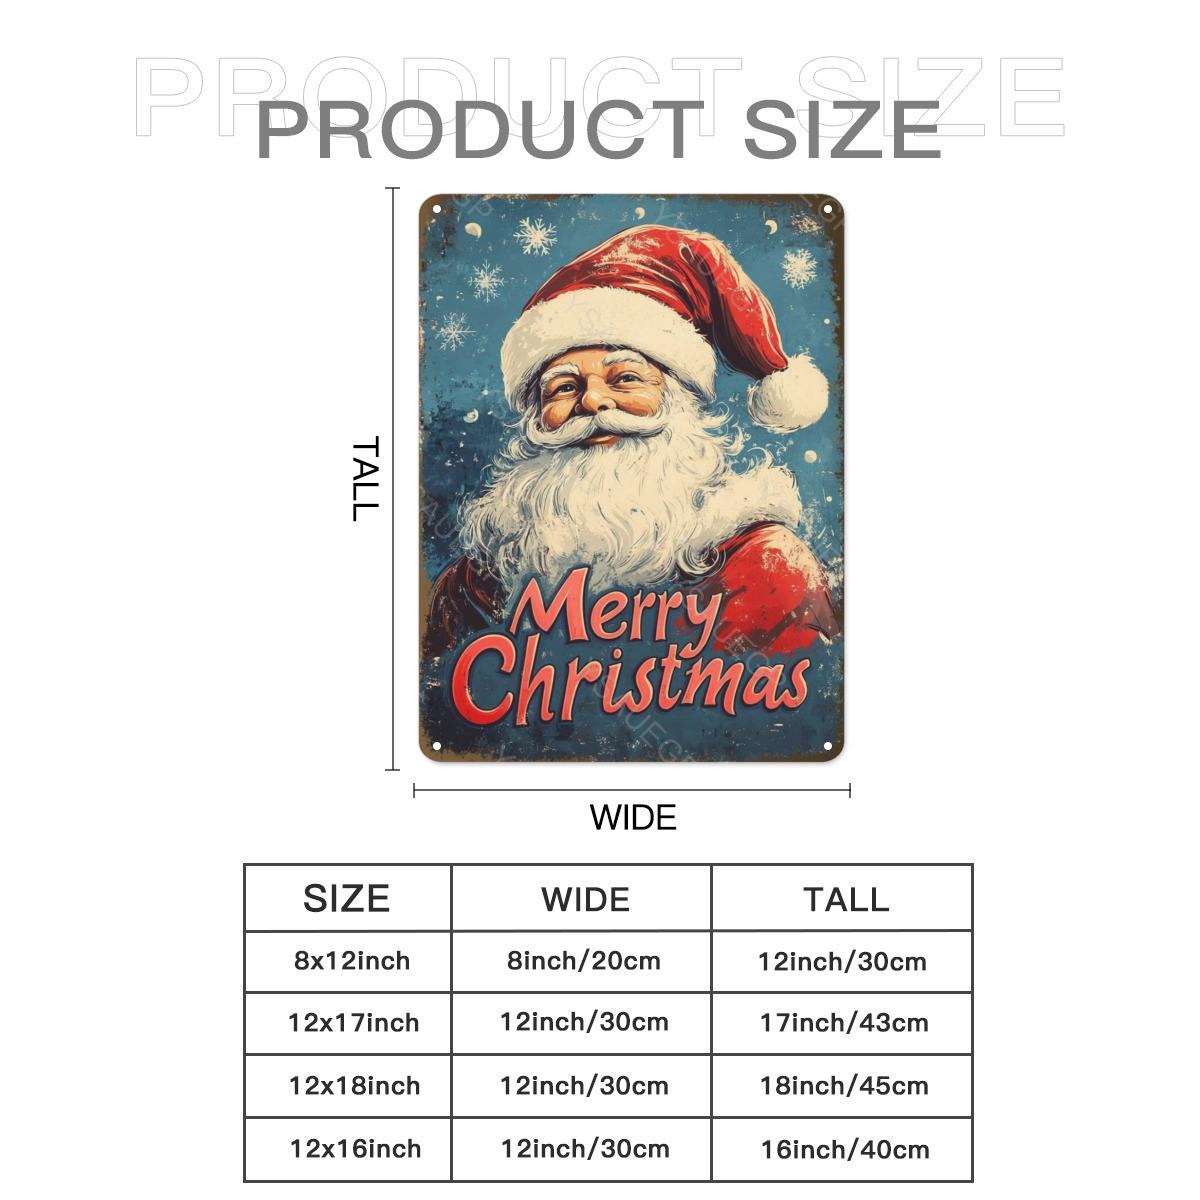 PRODUCT SIZE
PRODUCT SIZE
TALL
Merry
Christmas
WIDE
SIZE WIDE TALL
8x12inch 8inch/20cm 12inch/30cm
12x17inch 12inch/30cm 17inch/43cm
12x18inch 12inch/30cm 18inch/45cm
12x16inch 12inch/30cm 16inch/40cm